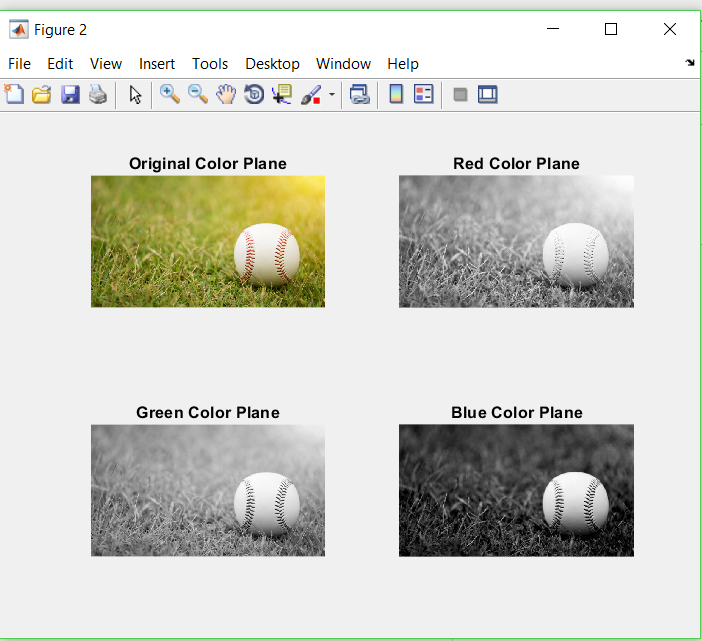 Figure 2
File Edit View Insert Tools Desktop Window Help
Original Color Plane Red Color Plane
Green Color Plane Blue Color Plane